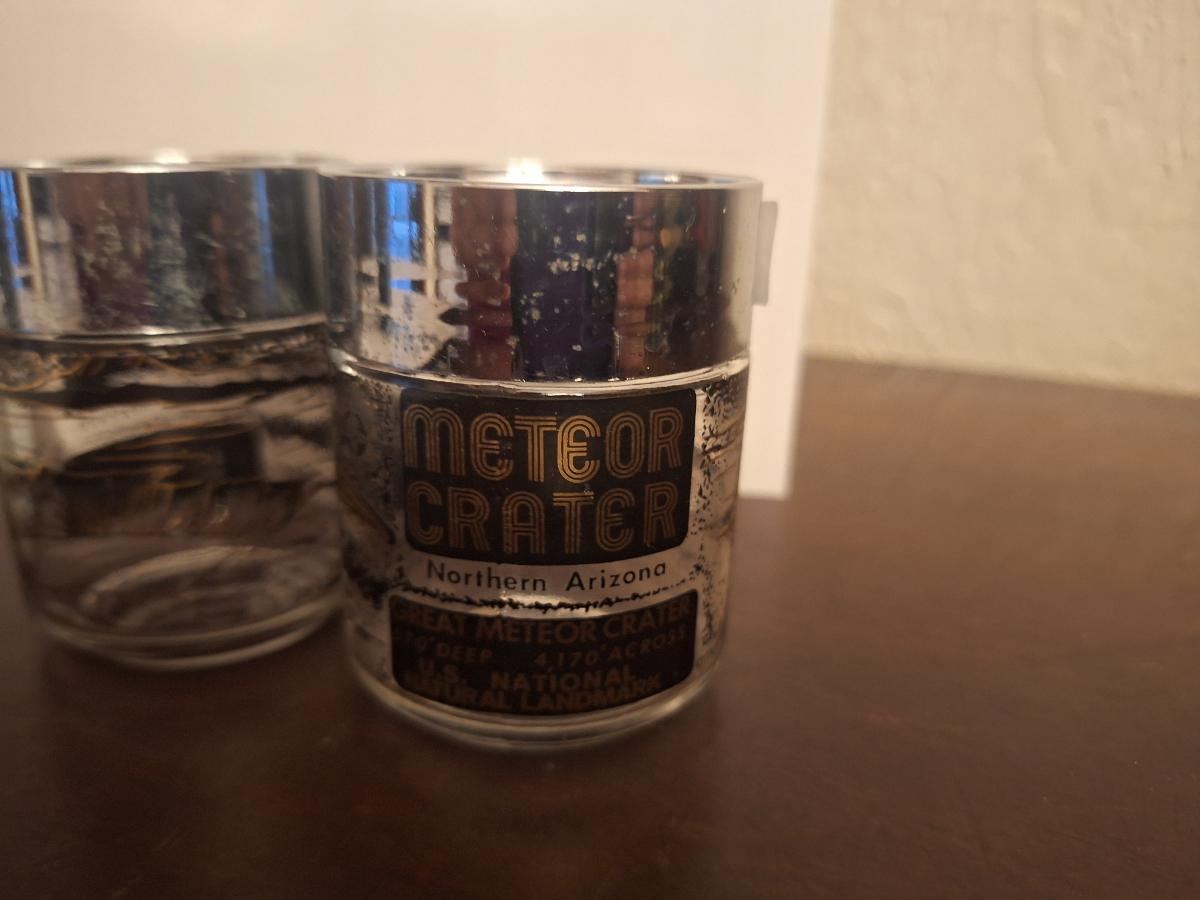 METEOR
CRATER
Northern Arizona
GREAT METEOR CRATER
DEEP 4,170' ACROSS
U.S. NATIONAL
NATURAL LANDMARK